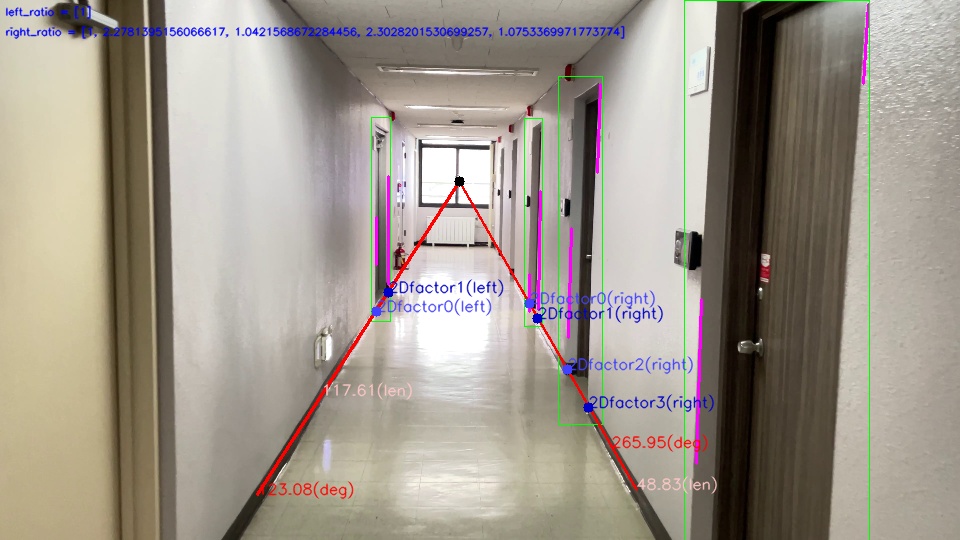 left_ratio = [1]
right_ratio = [1, 2.2781395156066617, 1.0421568672284456, 2.3028201530699257, 1.0753369971773774]
2Dfactor1(left)
2Dfactor0(left)
2Dfactor0(right)
2Dfactor1(right)
2Dfactor2(right)
117.61(len)
2Dfactor3(right)
265.95(deg)
123.08(deg)
48.83(len)